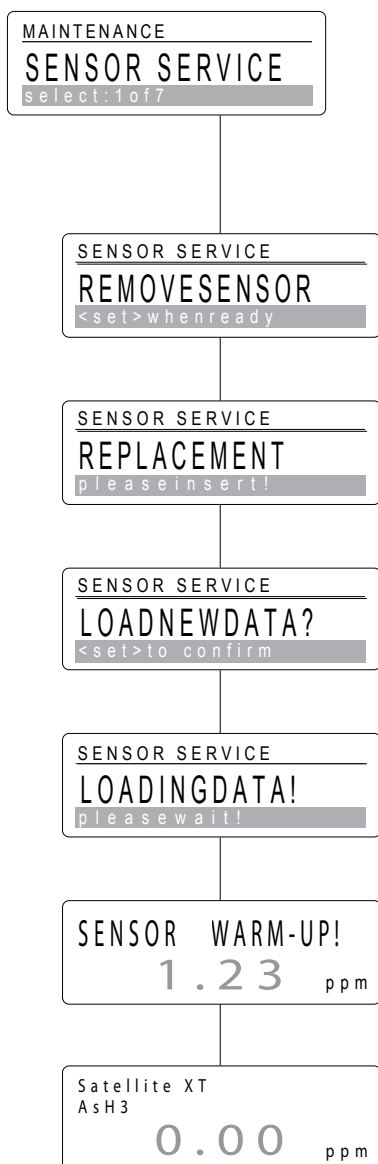 MAINTENANCE
SENSOR SERVICE
select:1of7
SENSOR SERVICE
REMOVESENSOR
<set>whenready
SENSOR SERVICE
REPLACEMENT
pleaseinsert!
SENSOR SERVICE
LOADNEWDATA?
<set>to confirm
SENSOR SERVICE
LOADINGDATA!
pleasewait!
SENSOR WARM-UP!
1.23 ppm
Satellite XT
AsH3
0.00 ppm